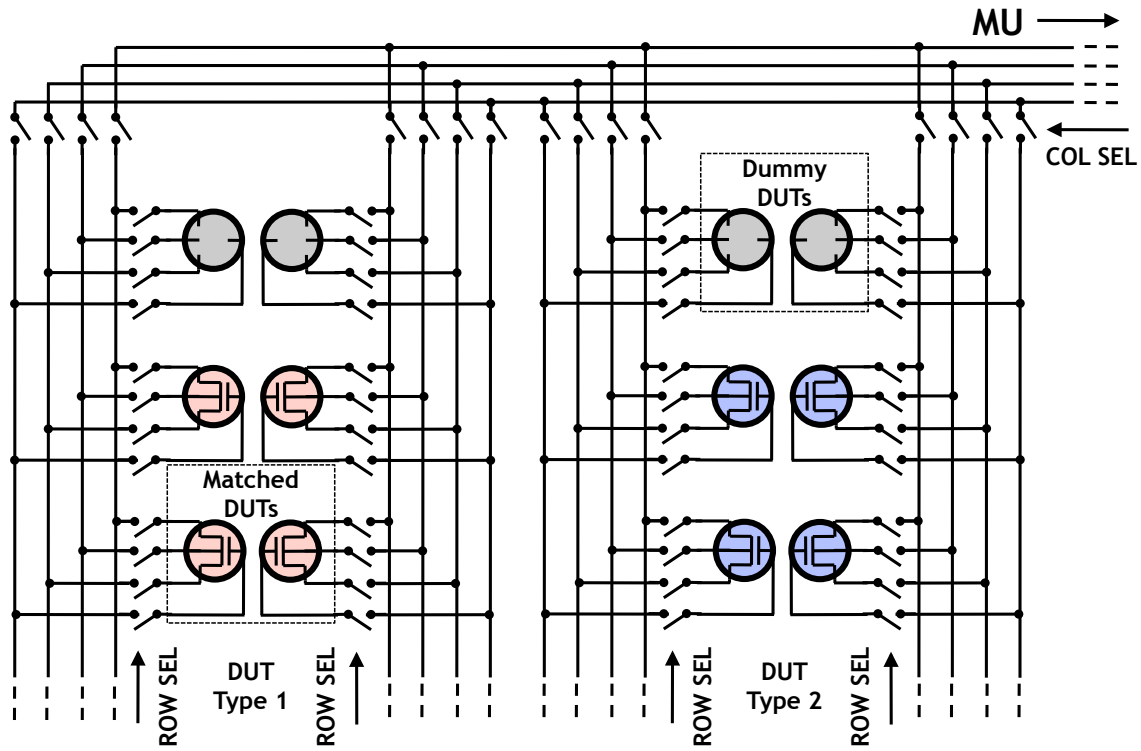 MU
COL SEL
Dummy
DUTs
Matched
DUTs
ROW SEL
DUT
Type 1
ROW SEL
ROW SEL
DUT
Type 2
ROW SEL